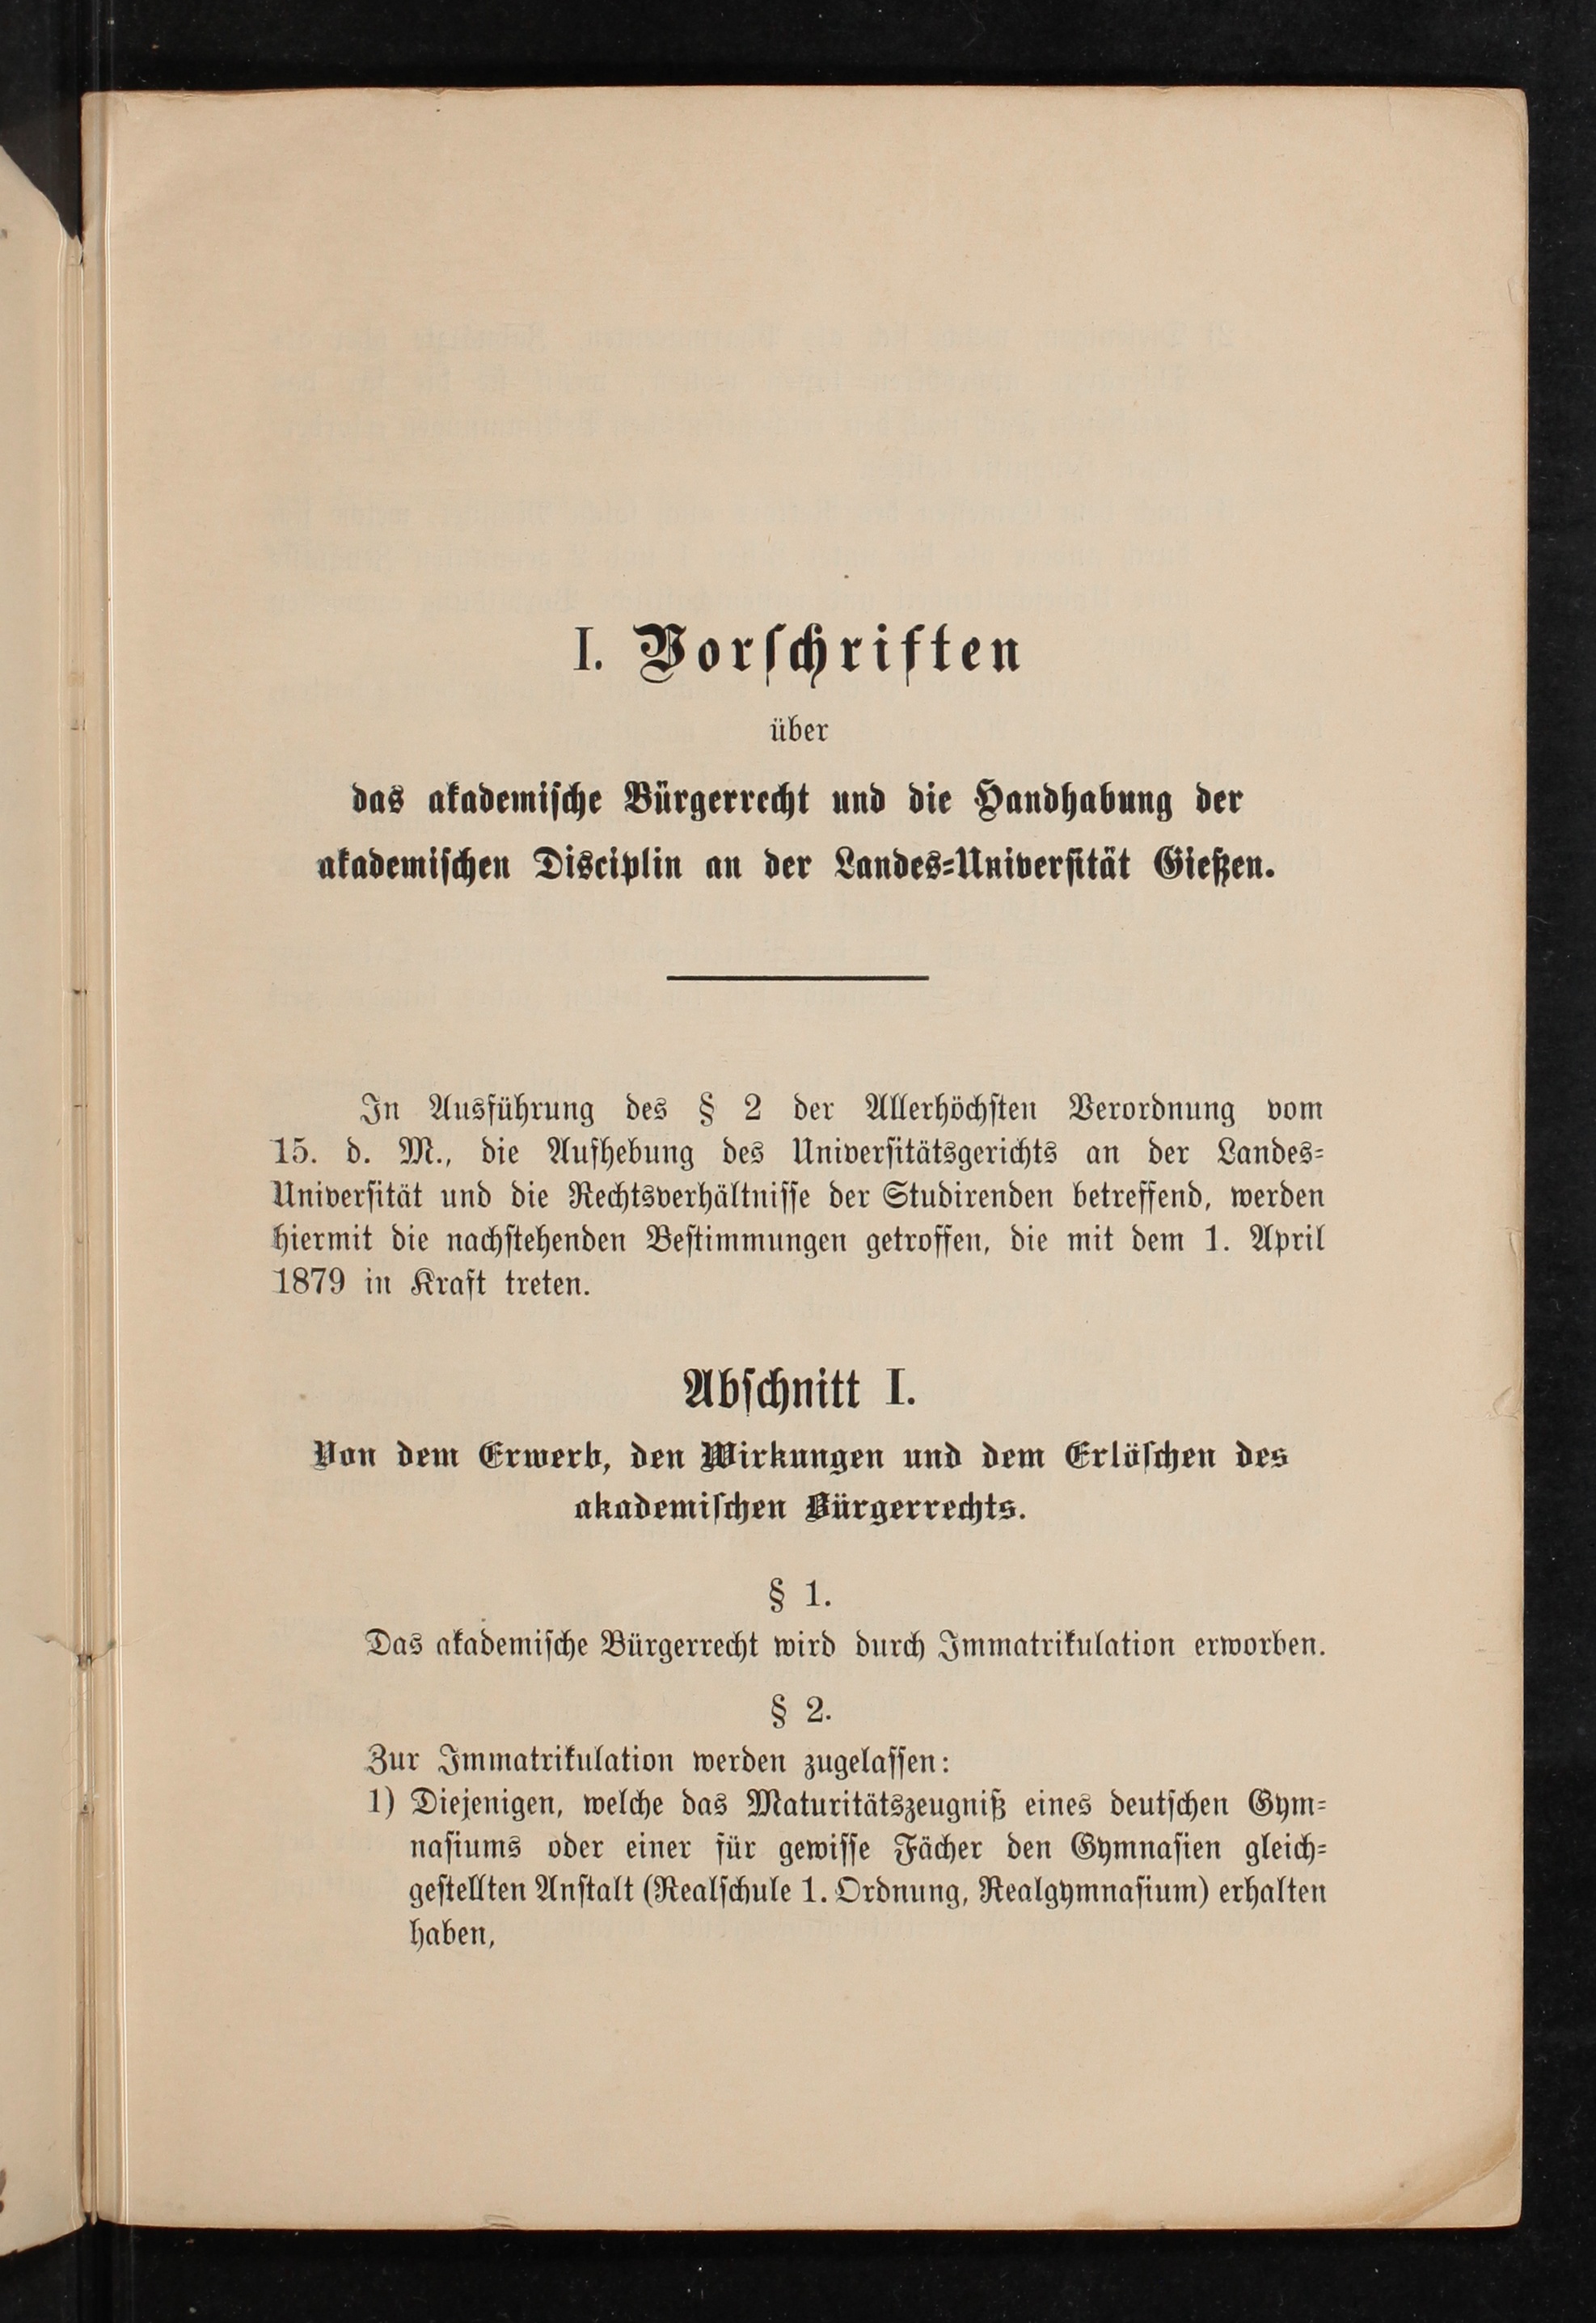 I. Vorschriften
über
das akademische Bürgerrecht und die Handhabung der
akademischen Disciplin an der Landes-Universität Gießen.
In Ausführung des § 2 der Allerhöchsten Verordnung vom
15. d. M., die Aufhebung des Universitätsgerichts an der Landes-
Universität und die Rechtsverhältnisse der Studirenden betreffend, werden
hiermit die nachstehenden Bestimmungen getroffen, die mit dem 1. April
1879 in Kraft treten.
Abschnitt I.
Von dem Erwerb, den Wirkungen und dem Erlöschen des
akademischen Bürgerrechts.
§ 1.
Das akademische Bürgerrecht wird durch Immatrikulation erworben.
§ 2.
Zur Immatrikulation werden zugelassen:
1) Diejenigen, welche das Maturitätszeugniß eines deutschen Gym-
nasiums oder einer für gewisse Fächer den Gymnasien gleich-
gestellten Anstalt (Realschule 1. Ordnung, Realgymnasium) erhalten
haben,